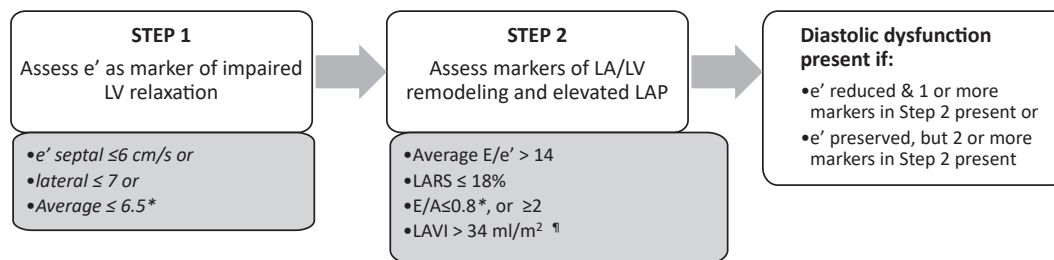 STEP 1
Assess e’ as marker of impaired
LV relaxation
•e’ septal ≤6 cm/s or
•lateral ≤ 7 or
•Average ≤ 6.5*
STEP 2
Assess markers of LA/LV
remodeling and elevated LAP
•Average E/e’ > 14
•LARS ≤ 18%
•E/A≤0.8*, or ≥2
•LAVI > 34 ml/m² ¶
Diastolic dysfunction
present if:
•e’ reduced & 1 or more
markers in Step 2 present or
•e’ preserved, but 2 or more
markers in Step 2 present